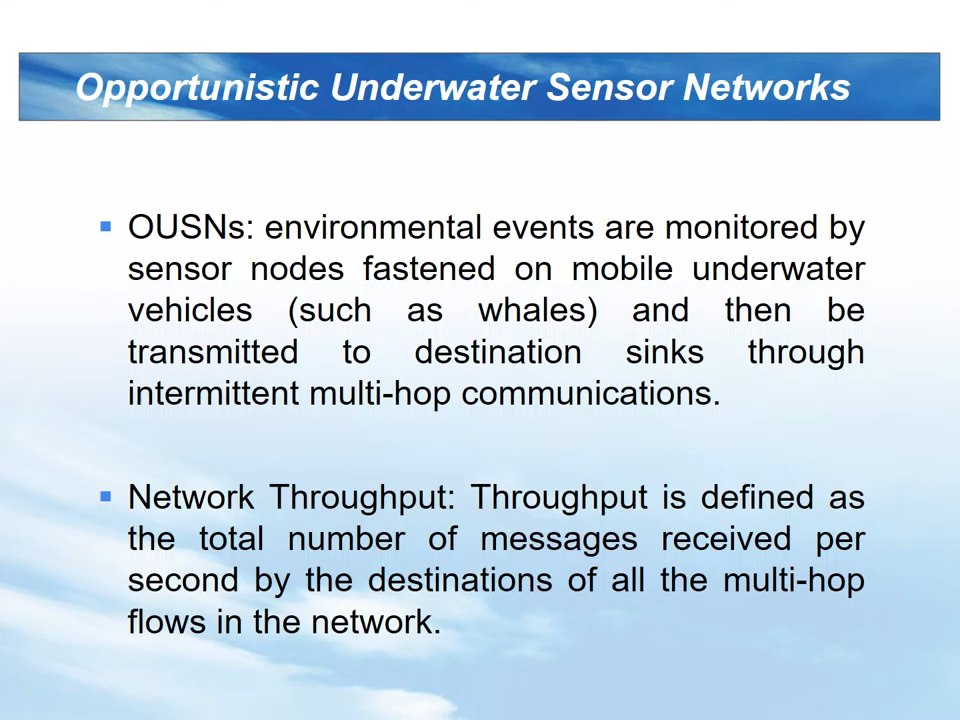 Opportunistic Underwater Sensor Networks
OUSNs: environmental events are monitored by
sensor nodes fastened on mobile underwater
vehicles (such as whales) and then be
transmitted to destination sinks through
intermittent multi-hop communications.
Network Throughput: Throughput is defined as
the total number of messages received per
second by the destinations of all the multi-hop
flows in the network.